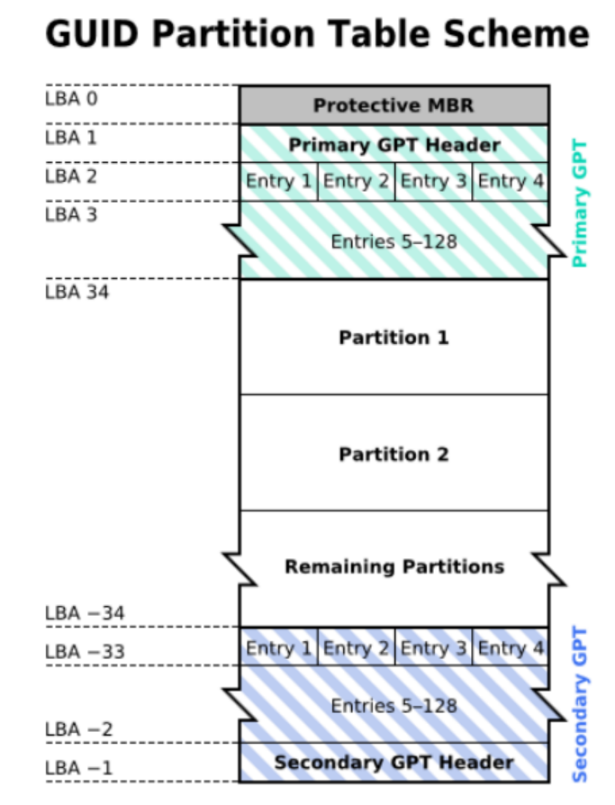 GUID Partition Table Scheme
LBA 0
Protective MBR
LBA 1
Primary GPT Header
LBA 2
Entry 1 Entry 2 Entry 3 Entry 4
LBA 3
Entries 5–128
Primary GPT
LBA 34
Partition 1
Partition 2
Remaining Partitions
LBA −34
LBA −33
Entry 1 Entry 2 Entry 3 Entry 4
Entries 5–128
LBA −2
Secondary GPT Header
LBA −1
Secondary GPT